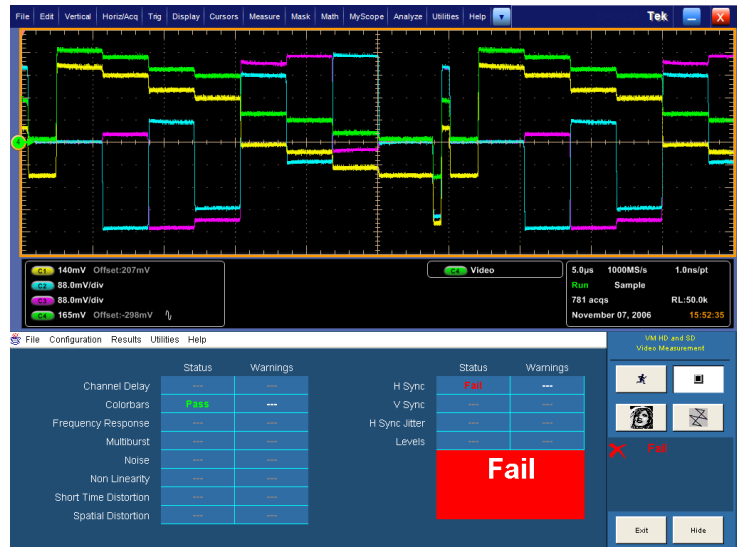 File Edit Vertical Horiz/Acq Trig Display Cursors Measure Mask Math MyScope Analyze Utilities Help Tek X
4
C1 140mV Offset:207mV
C2 88.0mV/div
C3 88.0mV/div
C4 165mV Offset:-298mV
C4 Video
5.0µs 1000MS/s 1.0ns/pt
Run Sample
781 acqs RL:50.0k
November 07, 2006 15:52:35
File Configuration Results Utilities Help
VM HD and SD
Video Measurement
Status Warnings
Channel Delay --- ---
Colorbars Pass ---
Frequency Response --- ---
Multiburst --- ---
Noise --- ---
Non Linearity --- ---
Short Time Distortion --- ---
Spatial Distortion --- ---
Status Warnings
H Sync Fail ---
V Sync --- ---
H Sync Jitter --- ---
Levels --- ---
Fail
Fail
Exit Hide